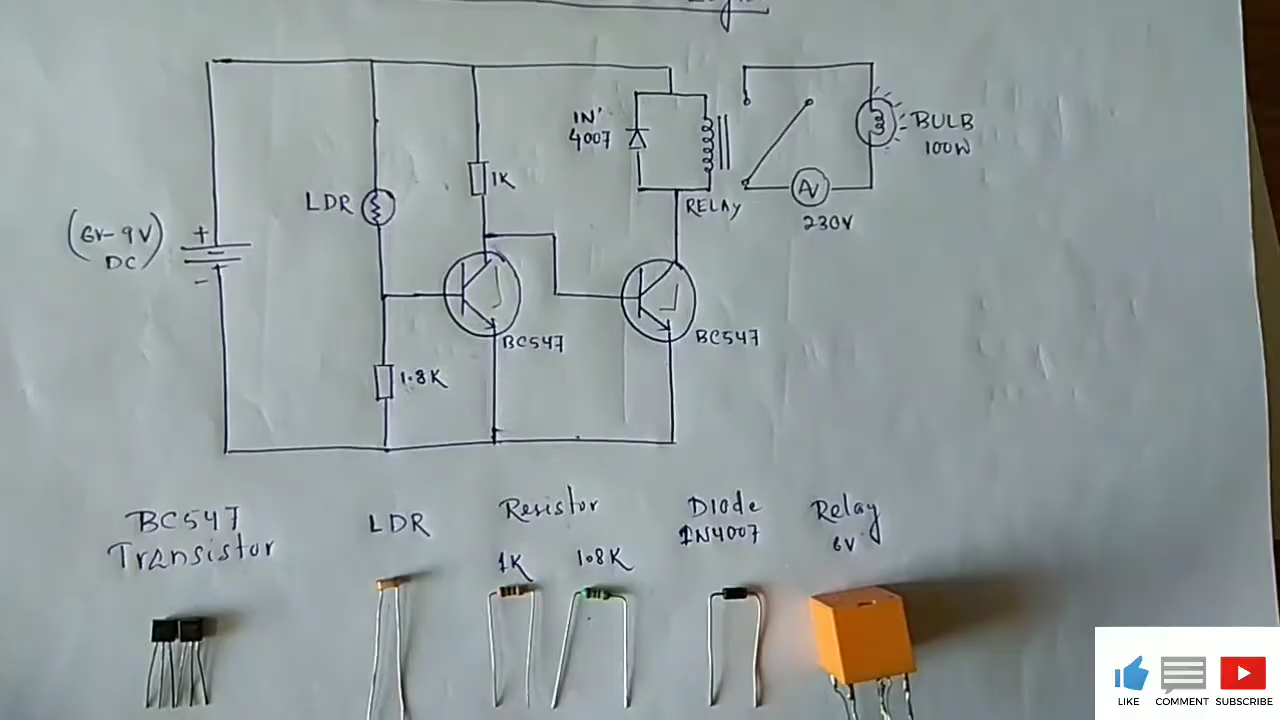 IN'
4007
BULB
100W
1K
LDR
RELAY
230V
(6V-9V)
DC
+
-
BC547
BC547
1.8K
BC547
Transistor
LDR
Resistor
1K
1.8K
Diode
1N4007
Relay
6V
LIKE
COMMENT
SUBSCRIBE